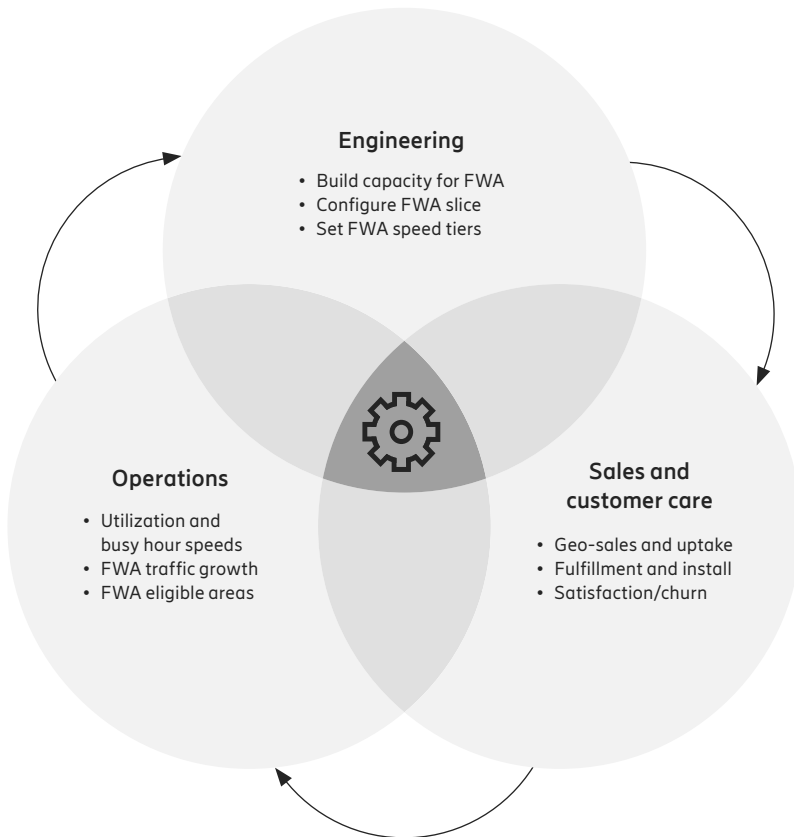 Engineering
• Build capacity for FWA
• Configure FWA slice
• Set FWA speed tiers
Operations
• Utilization and
busy hour speeds
• FWA traffic growth
• FWA eligible areas
Sales and
customer care
• Geo-sales and uptake
• Fulfillment and install
• Satisfaction/churn